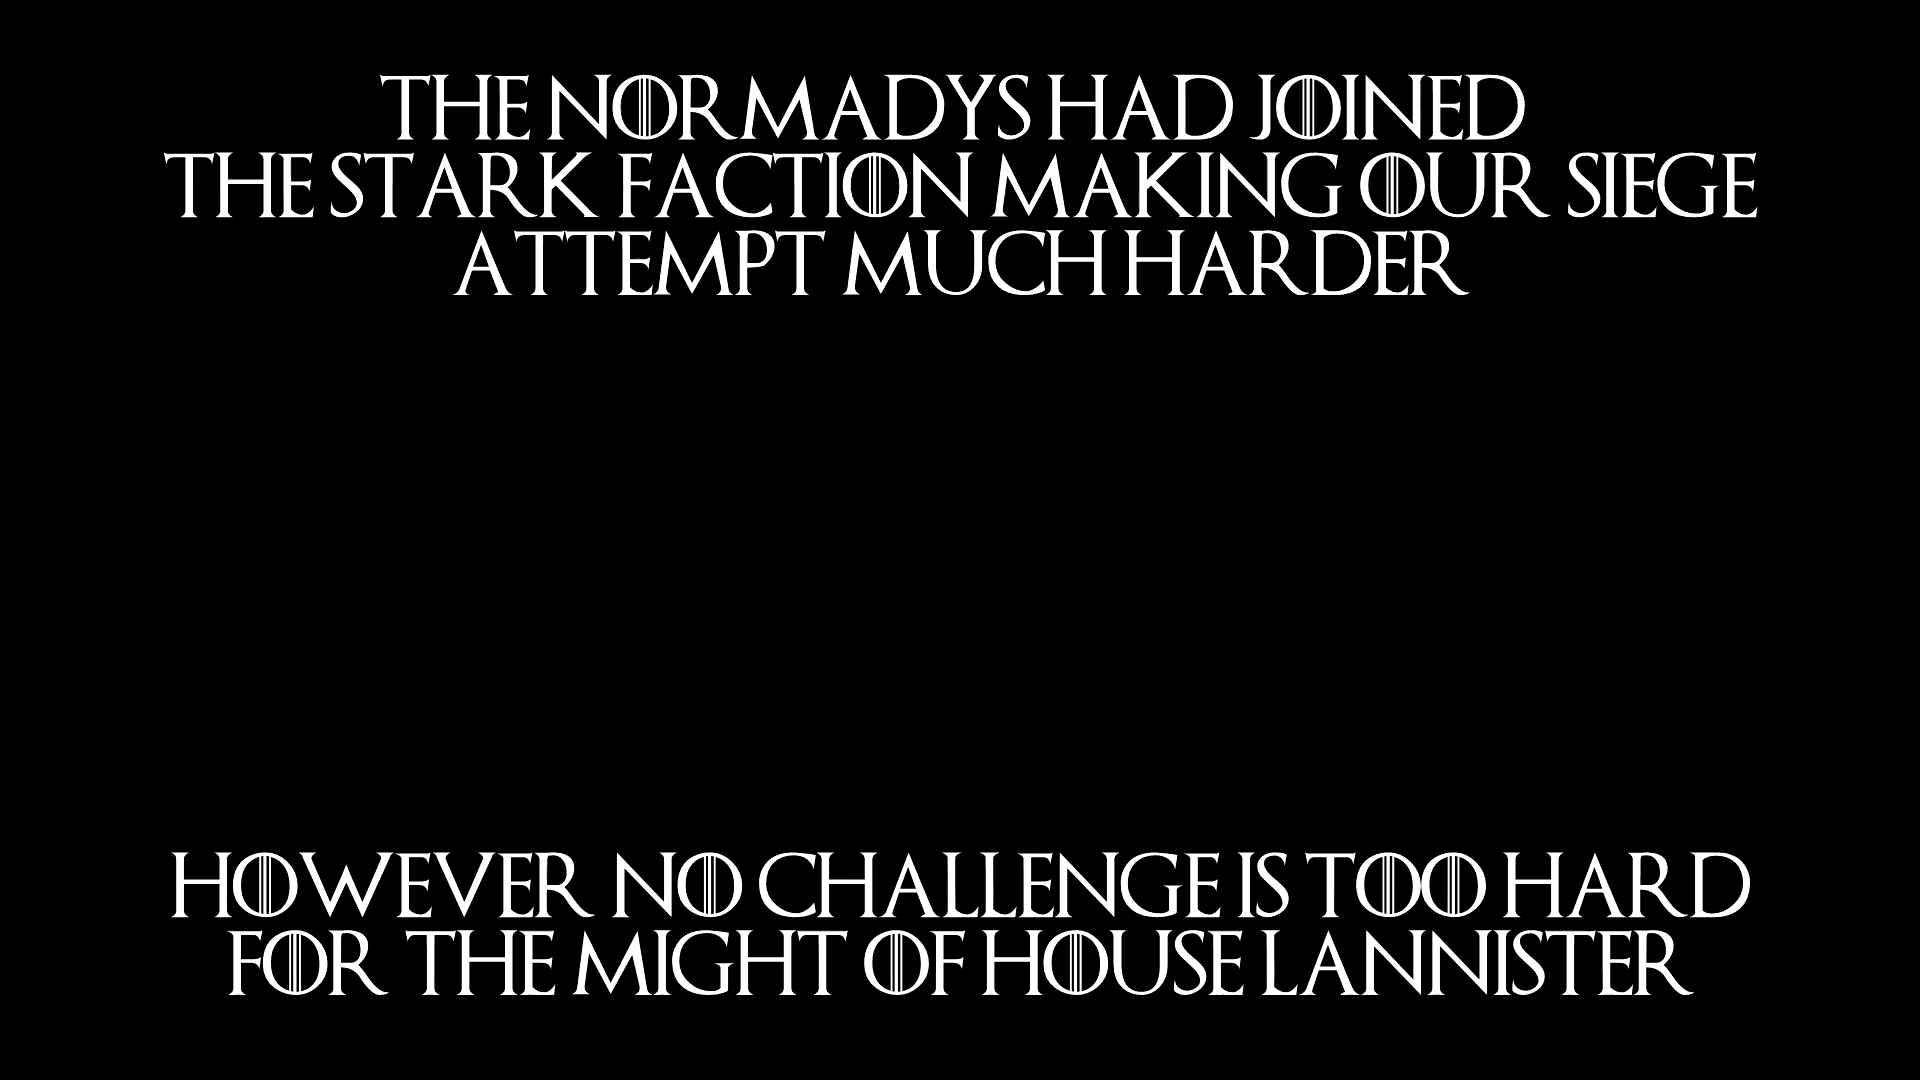 THE NORMADYS HAD JOINED
THE STARK FACTION MAKING OUR SIEGE
ATTEMPT MUCH HARDER
HOWEVER NO CHALLENGE IS TOO HARD
FOR THE MIGHT OF HOUSE LANNISTER